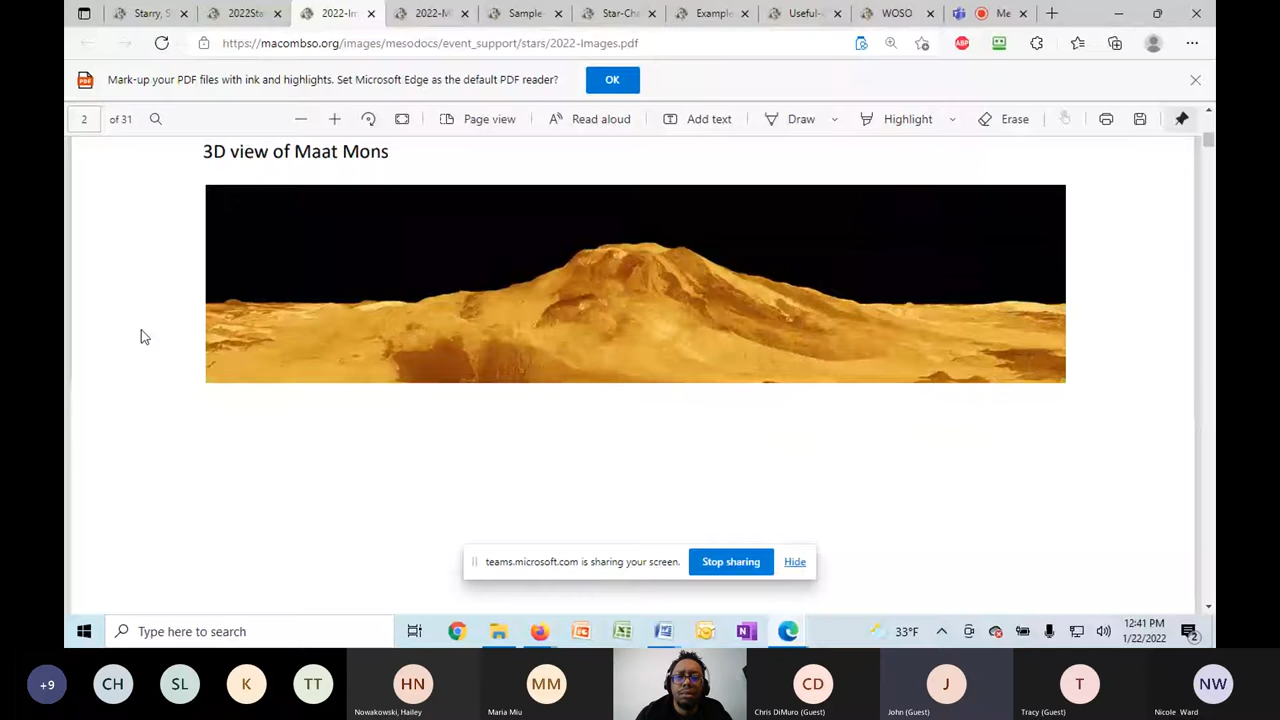 Starry, S
2022Sta
2022-Im
2022-M
Sample
Star-Cha
Example
Useful-
WOSO
Me
https://macombso.org/images/mesodocs/event_support/stars/2022-Images.pdf
ABP
PDF
Mark-up your PDF files with ink and highlights. Set Microsoft Edge as the default PDF reader?
OK
2 of 31
Page view
Read aloud
Add text
Draw
Highlight
Erase
3D view of Maat Mons
teams.microsoft.com is sharing your screen.
Stop sharing
Hide
Type here to search
33°F
12:41 PM
1/22/2022
2
+9
CH
SL
K
TT
HN
MM
CD
J
T
NW
Nowakowski, Hailey
Maria Miu
Chris DiMuro (Guest)
John (Guest)
Tracy (Guest)
Nicole Ward